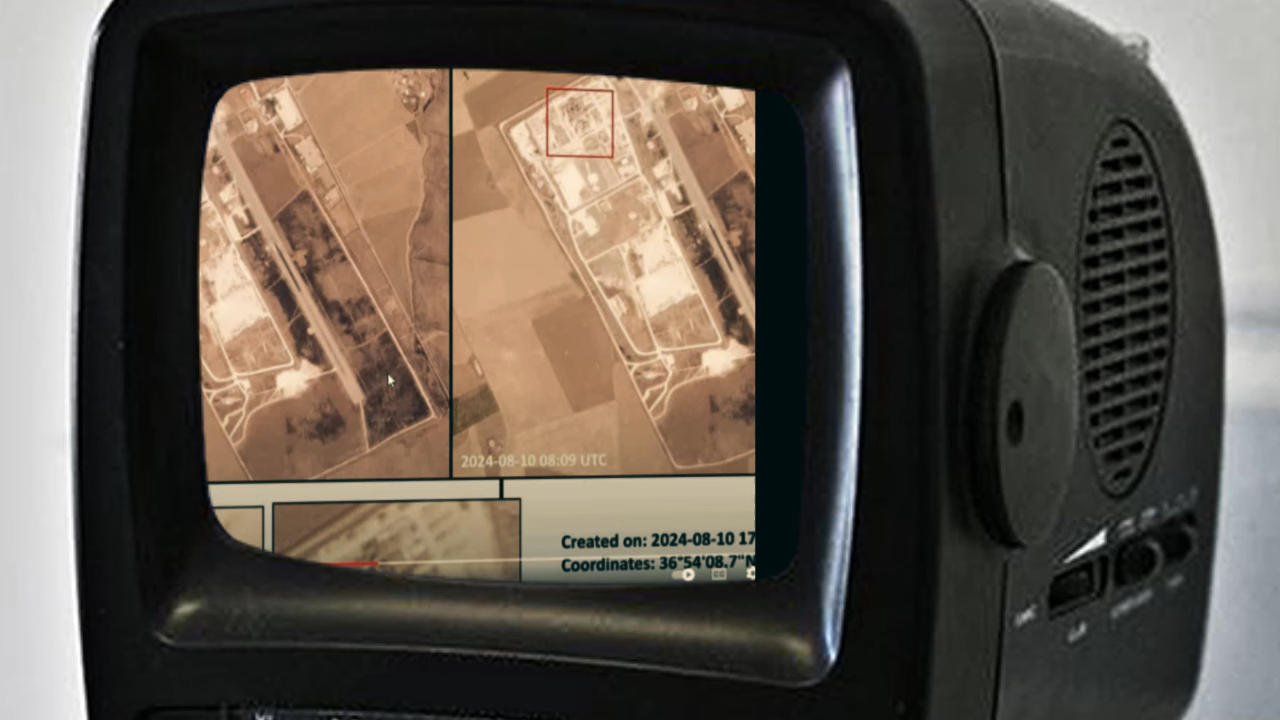 2024-08-10 08:09 UTC
Created on: 2024-08-10 17
Coordinates: 36°54'08.7"N